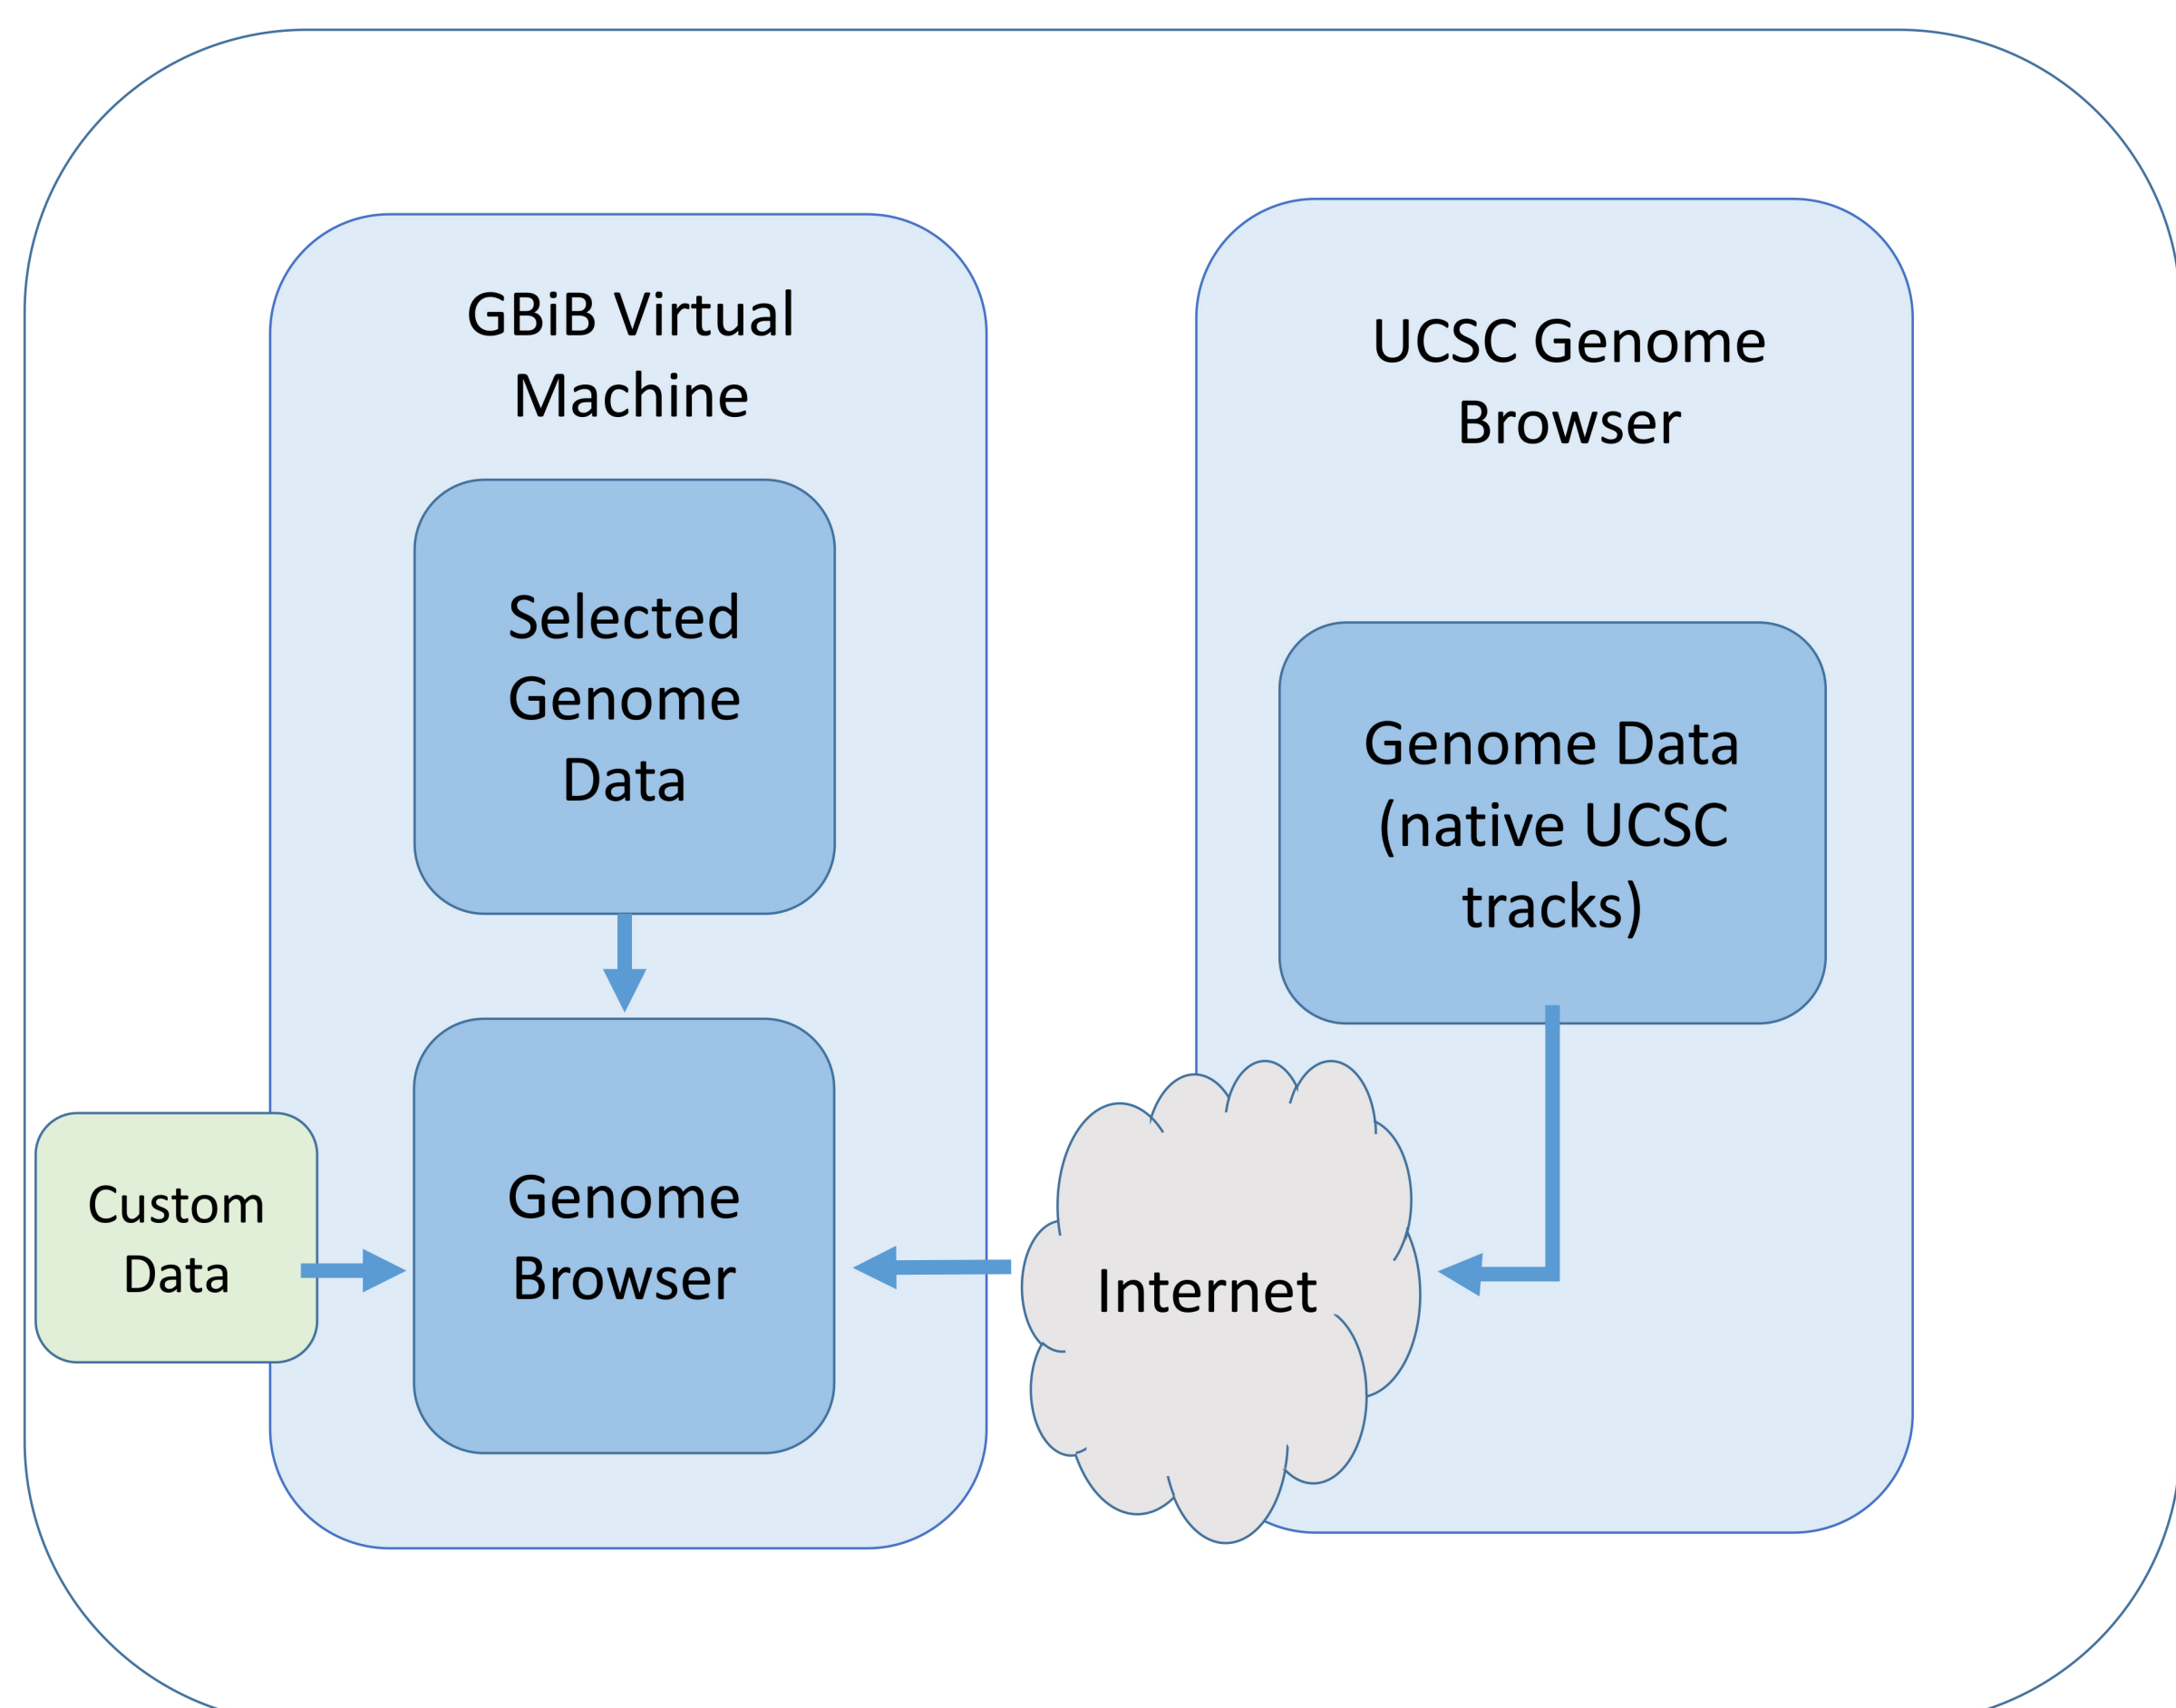 GBiB Virtual
Machine
Selected
Genome
Data
Genome
Browser
Custom
Data
Internet
UCSC Genome
Browser
Genome Data
(native UCSC
tracks)